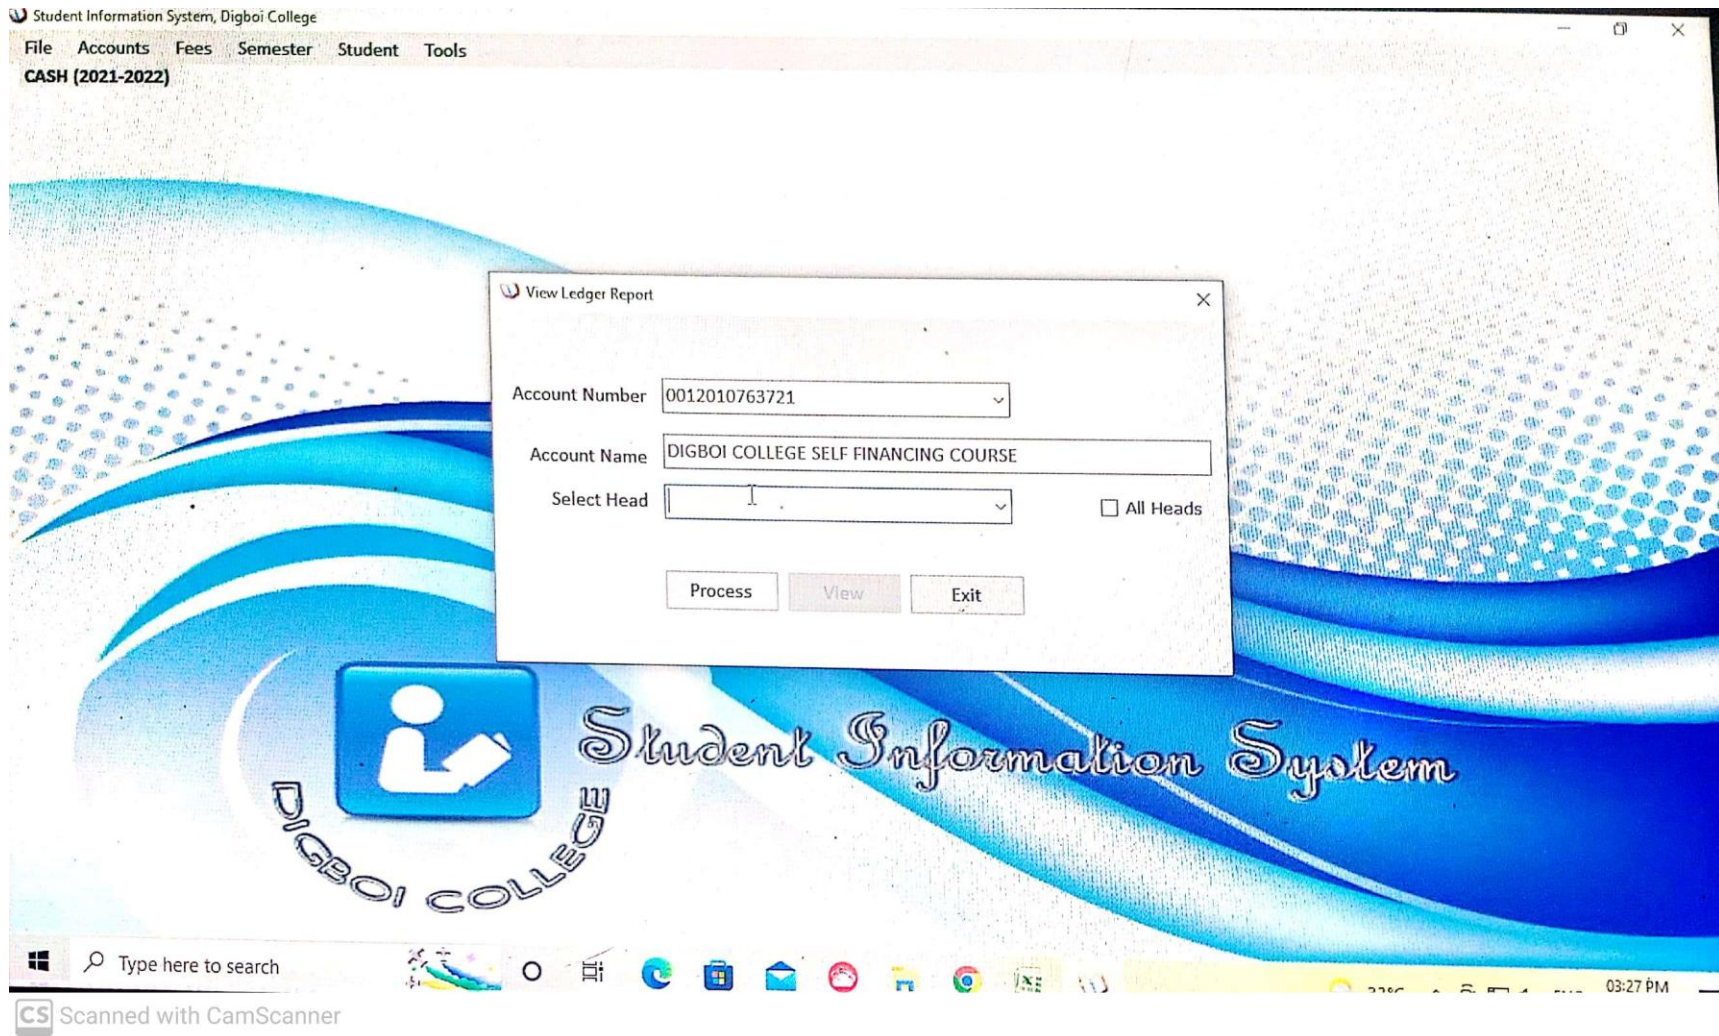 Student Information System, Digboi College
File Accounts Fees Semester Student Tools
CASH (2021-2022)
View Ledger Report
Account Number 0012010763721
Account Name DIGBOI COLLEGE SELF FINANCING COURSE
Select Head All Heads
Process View Exit
Student Information System
DIGBOI COLLEGE
Type here to search
03:27 PM
CS Scanned with CamScanner